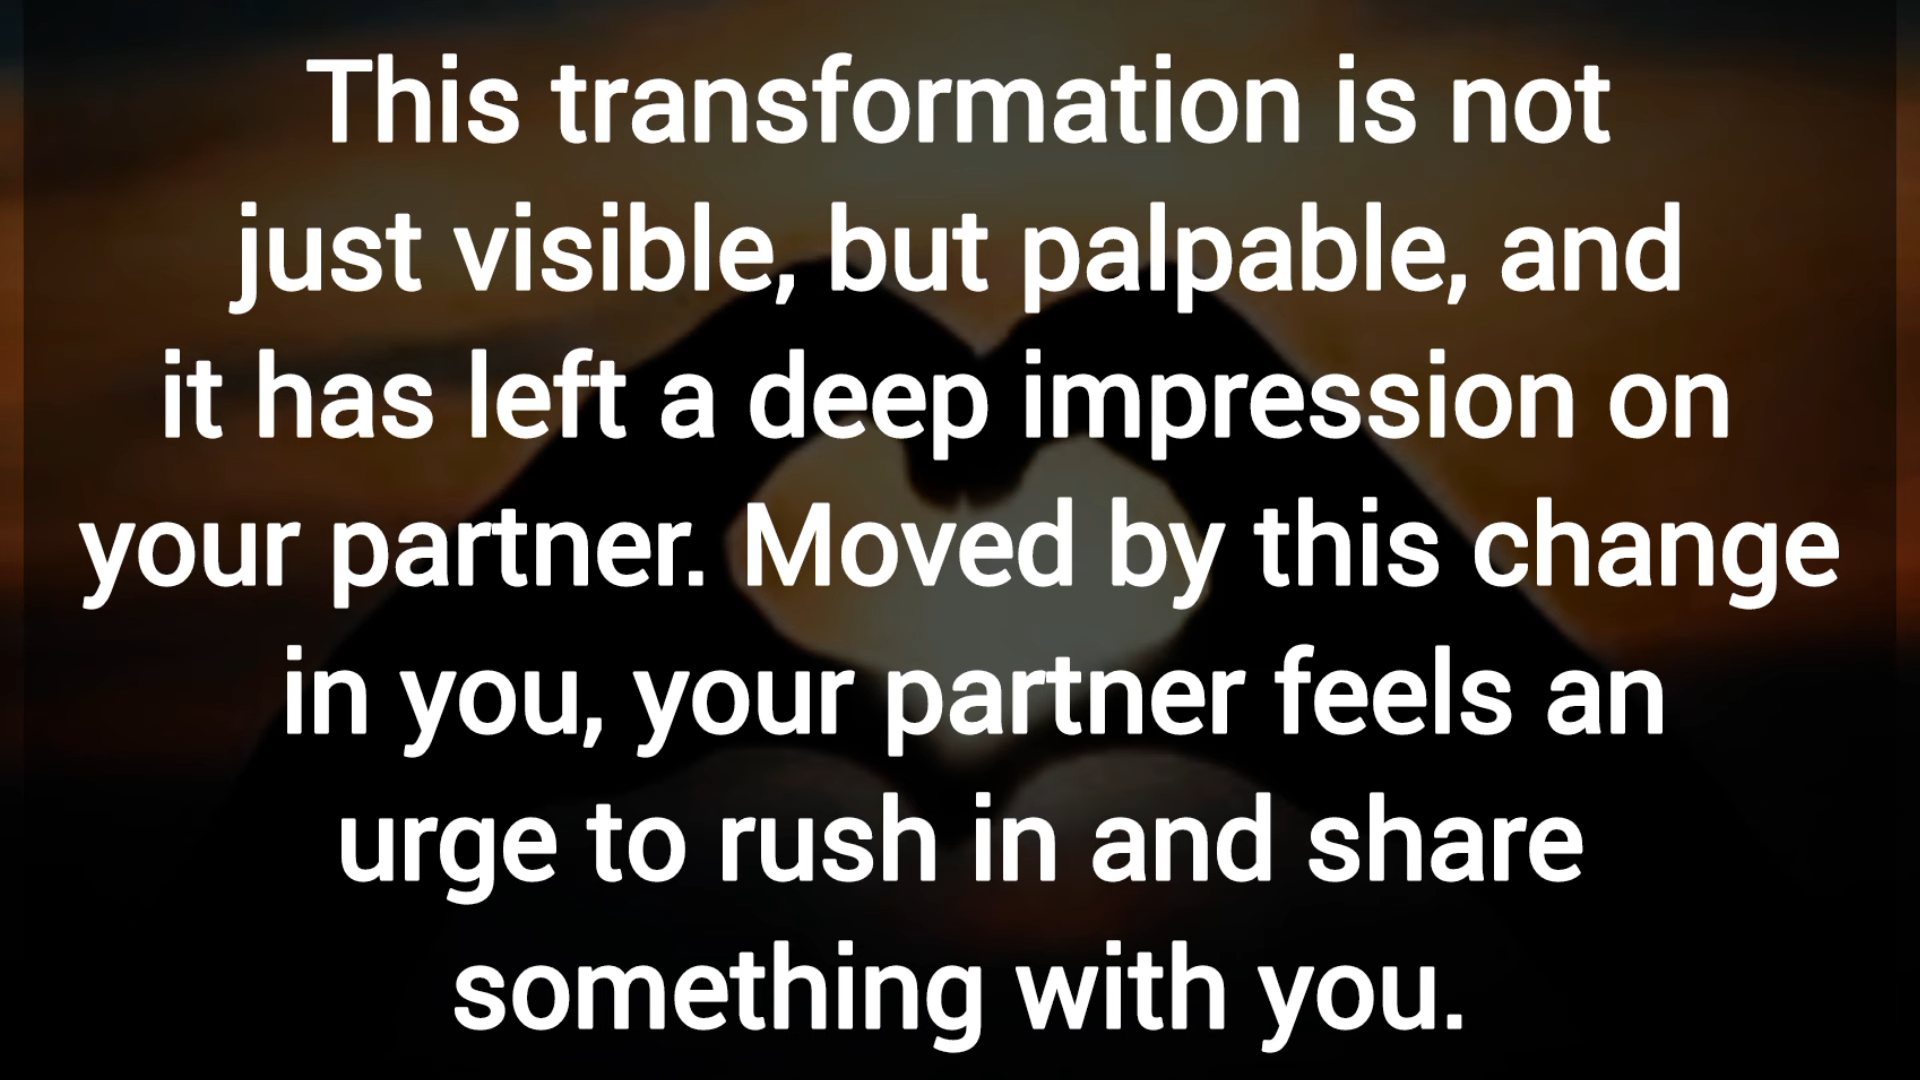 This transformation is not
just visible, but palpable, and
it has left a deep impression on
your partner. Moved by this change
in you, your partner feels an
urge to rush in and share
something with you.